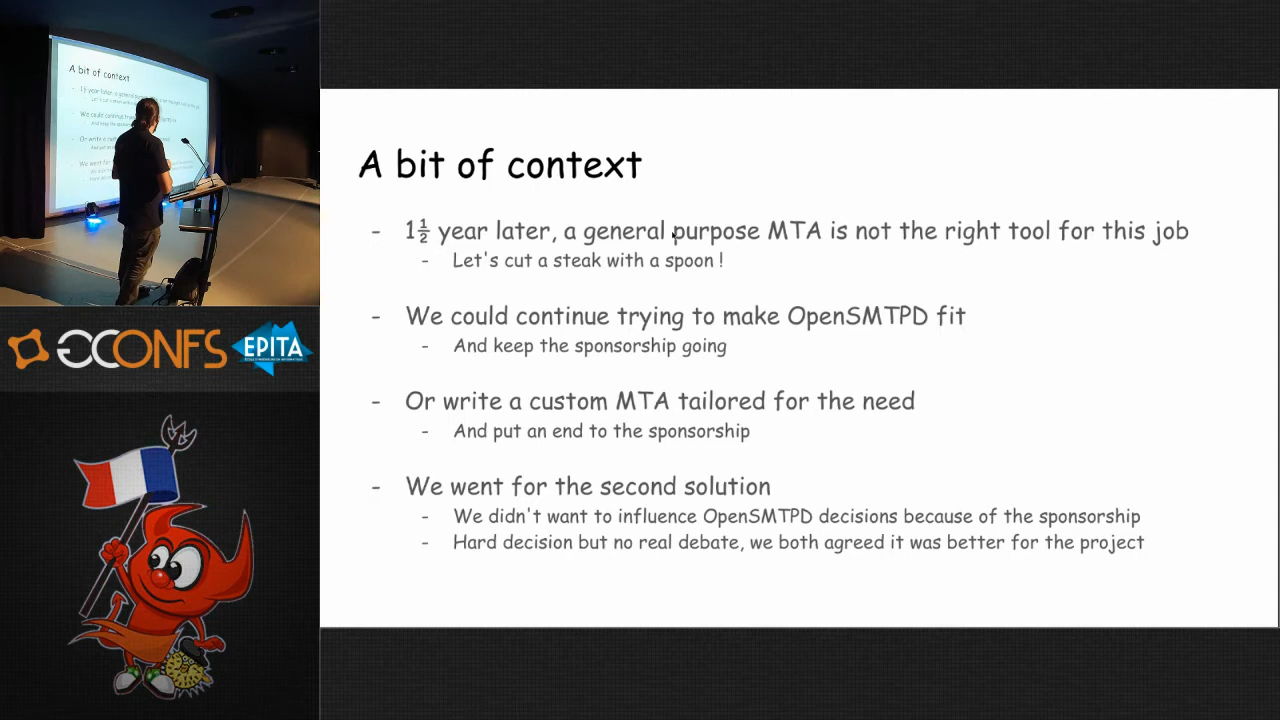 A bit of context
- 1½ year later, a general purpose MTA is not the right tool for this job
- Let's cut a steak with a spoon !
- We could continue trying to make OpenSMTPD fit
- And keep the sponsorship going
- Or write a custom MTA tailored for the need
- And put an end to the sponsorship
- We went for the second solution
- We didn't want to influence OpenSMTPD decisions because of the sponsorship
- Hard decision but no real debate, we both agreed it was better for the project
A bit of context
GCONFS
EPITA